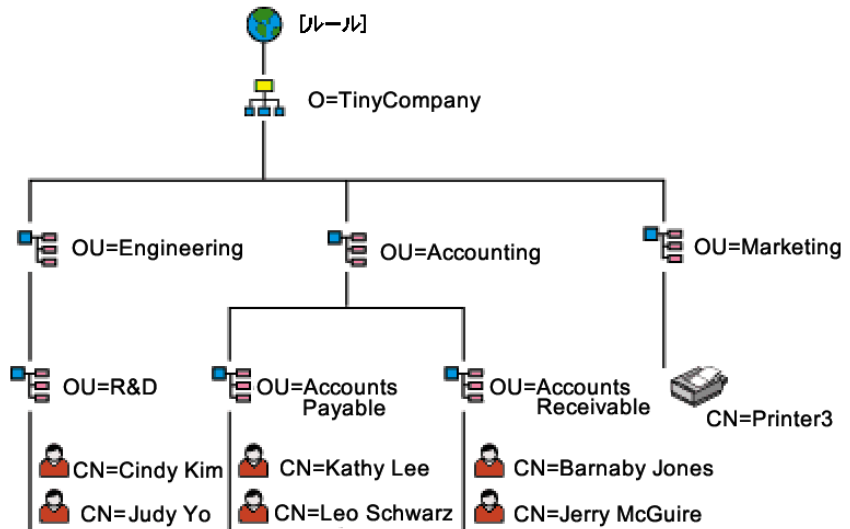 [ルール]
O=TinyCompany
OU=Engineering
OU=Accounting
OU=Marketing
OU=R&D
OU=Accounts
Payable
OU=Accounts
Receivable
CN=Printer3
CN=Cindy Kim
CN=Kathy Lee
CN=Barnaby Jones
CN=Judy Yo
CN=Leo Schwarz
CN=Jerry McGuire